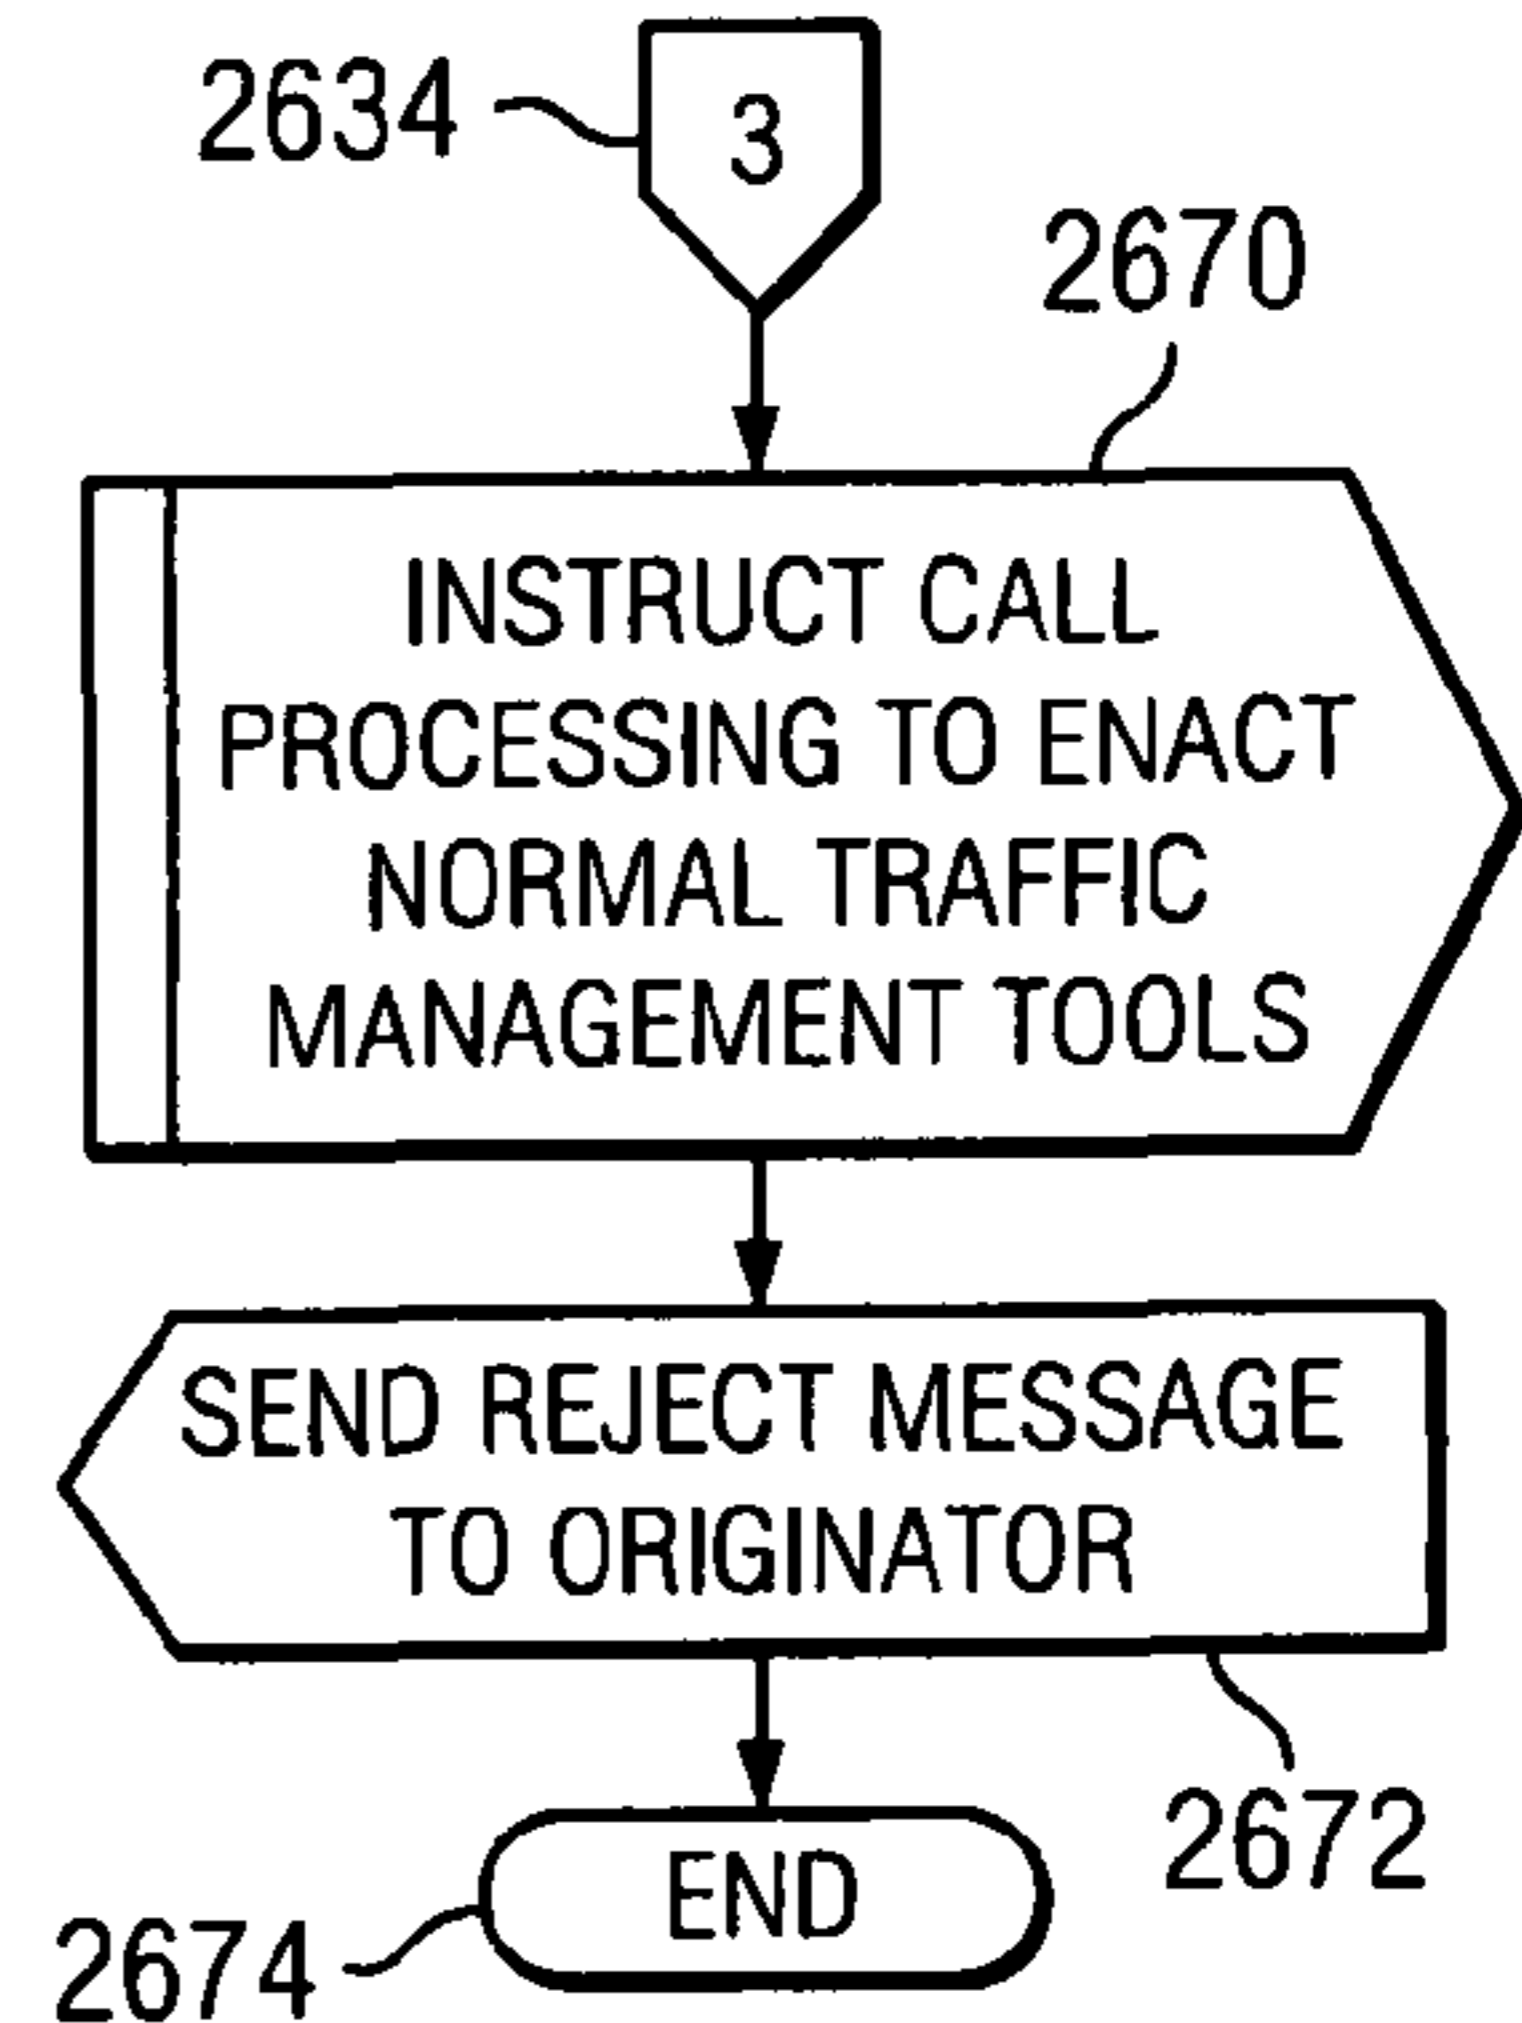 2634
3
2670
INSTRUCT CALL
PROCESSING TO ENACT
NORMAL TRAFFIC
MANAGEMENT TOOLS
SEND REJECT MESSAGE
TO ORIGINATOR
2672
END
2674